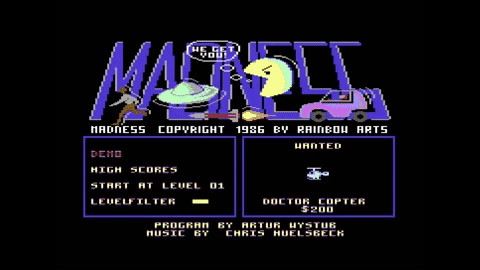 WE GET
YOU!
MADNESS
MADNESS COPYRIGHT 1986 BY RAINBOW ARTS
DEMO
HIGH SCORES
START AT LEVEL 01
LEVELFILTER
WANTED
DOCTOR COPTER
$200
PROGRAM BY ARTUR WYSTUB
MUSIC BY CHRIS HUELSBECK